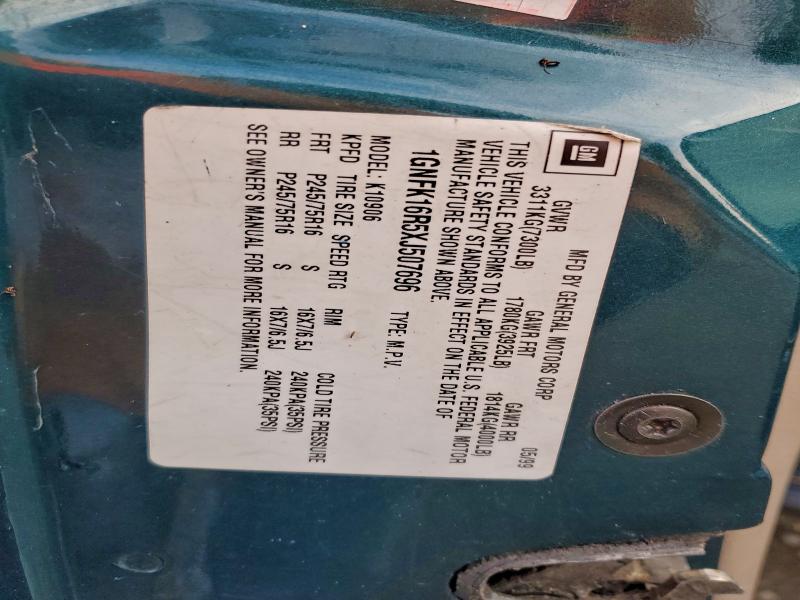 GM
MFD BY GENERAL MOTORS CORP 05/99
GVWR GAWR FRT GAWR RR
3311KG(7300LB) 1780KG(3925LB) 1814KG(4000LB)
THIS VEHICLE CONFORMS TO ALL APPLICABLE U.S. FEDERAL MOTOR
VEHICLE SAFETY STANDARDS IN EFFECT ON THE DATE OF
MANUFACTURE SHOWN ABOVE.
1GNFK16R5XJ507696
TYPE: M.P.V.
MODEL: K10906
KPFD TIRE SIZE SPEED RTG RIM COLD TIRE PRESSURE
FRT P245/75R16 S 16X7/6.5J 240KPA(35PSI)
RR P245/75R16 S 16X7/6.5J 240KPA(35PSI)
SEE OWNER'S MANUAL FOR MORE INFORMATION.